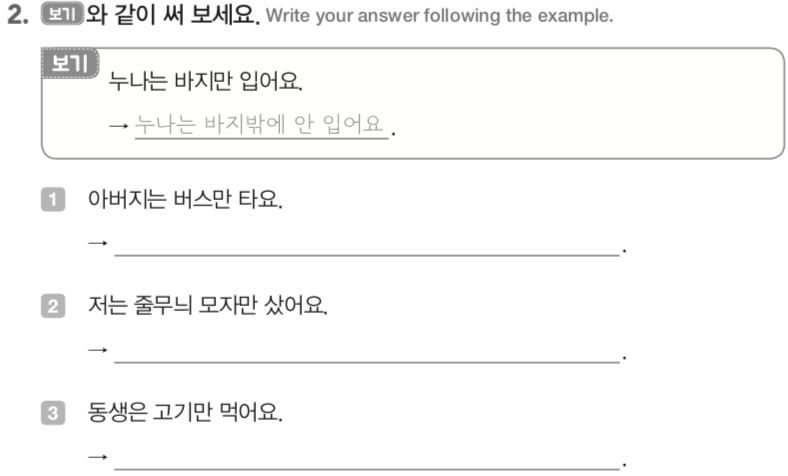 2. 보기 와 같이 써 보세요. Write your answer following the example.
보기
누나는 바지만 입어요.
→ 누나는 바지밖에 안 입어요.
1 아버지는 버스만 타요.
→ .
2 저는 줄무늬 모자만 샀어요.
→ .
3 동생은 고기만 먹어요.
→ .